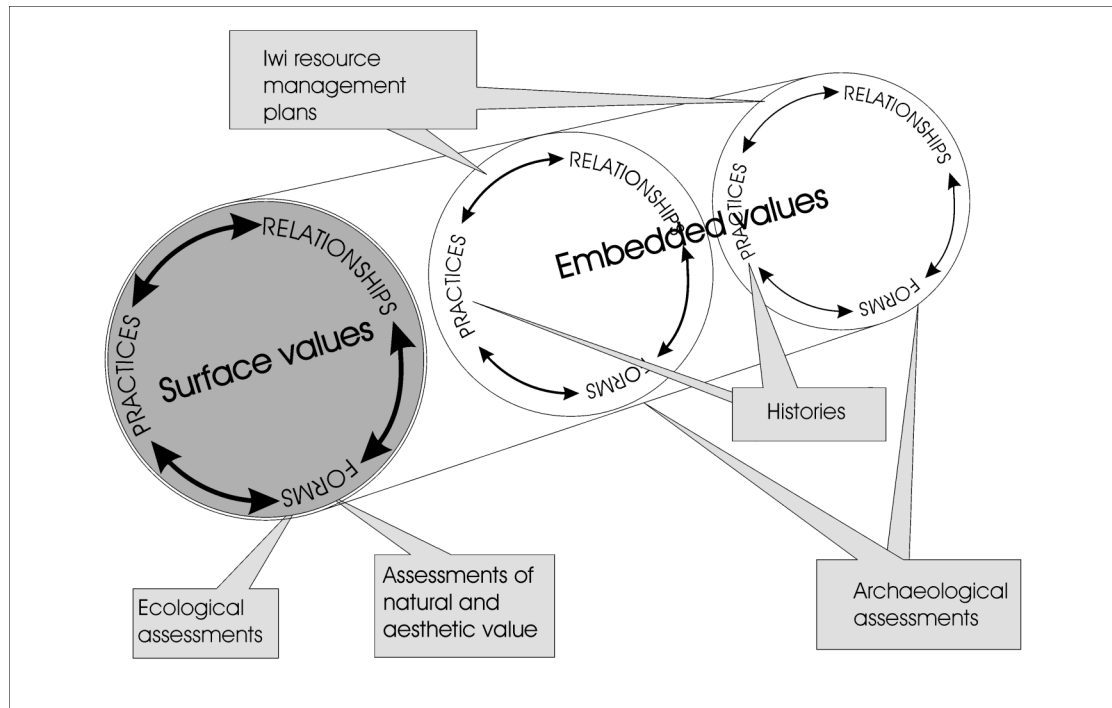 Iwi resource
management
plans
RELATIONSHIPS
PRACTICES
FORMS
RELATIONSHIPS
PRACTICES
FORMS
Embedded values
RELATIONSHIPS
PRACTICES
FORMS
Surface values
Histories
Ecological
assessments
Assessments of
natural and
aesthetic value
Archaeological
assessments